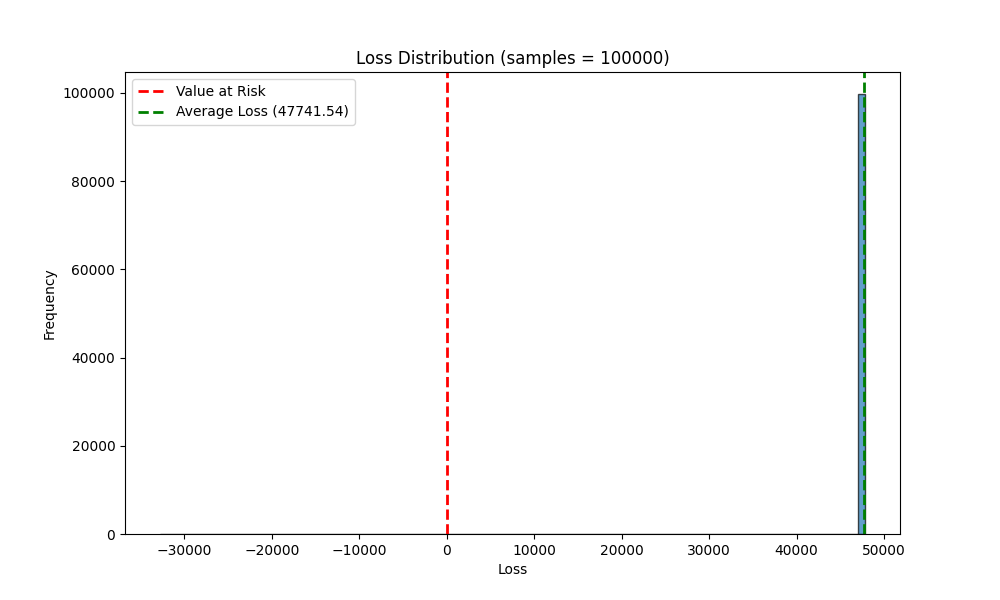 Loss Distribution (samples = 100000)
Value at Risk
Average Loss (47741.54)
100000
80000
60000
40000
20000
0
Frequency
−30000 −20000 −10000 0 10000 20000 30000 40000 50000
Loss